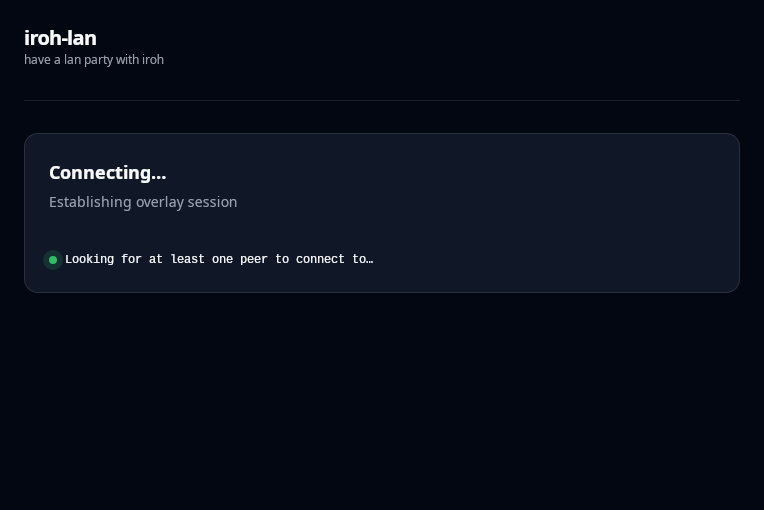 iroh-lan
have a lan party with iroh
Connecting...
Establishing overlay session
Looking for at least one peer to connect to…